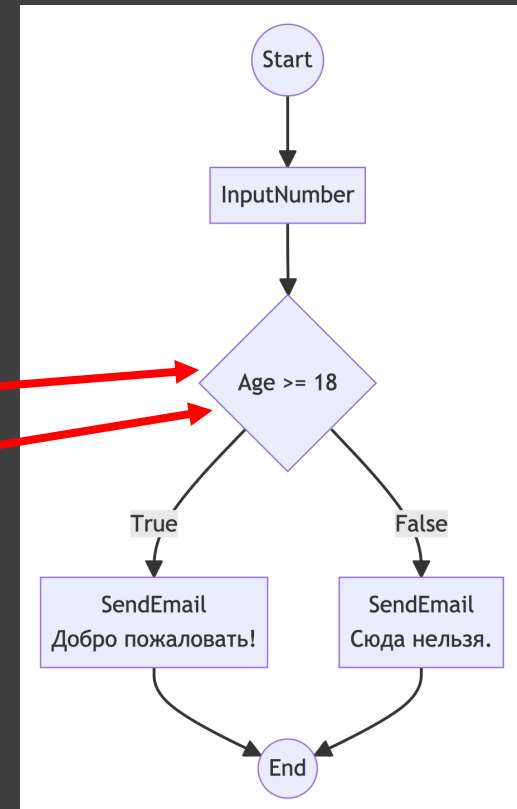 Start
InputNumber
Age >= 18
True
False
SendEmail
Добро пожаловать!
SendEmail
Сюда нельзя.
End